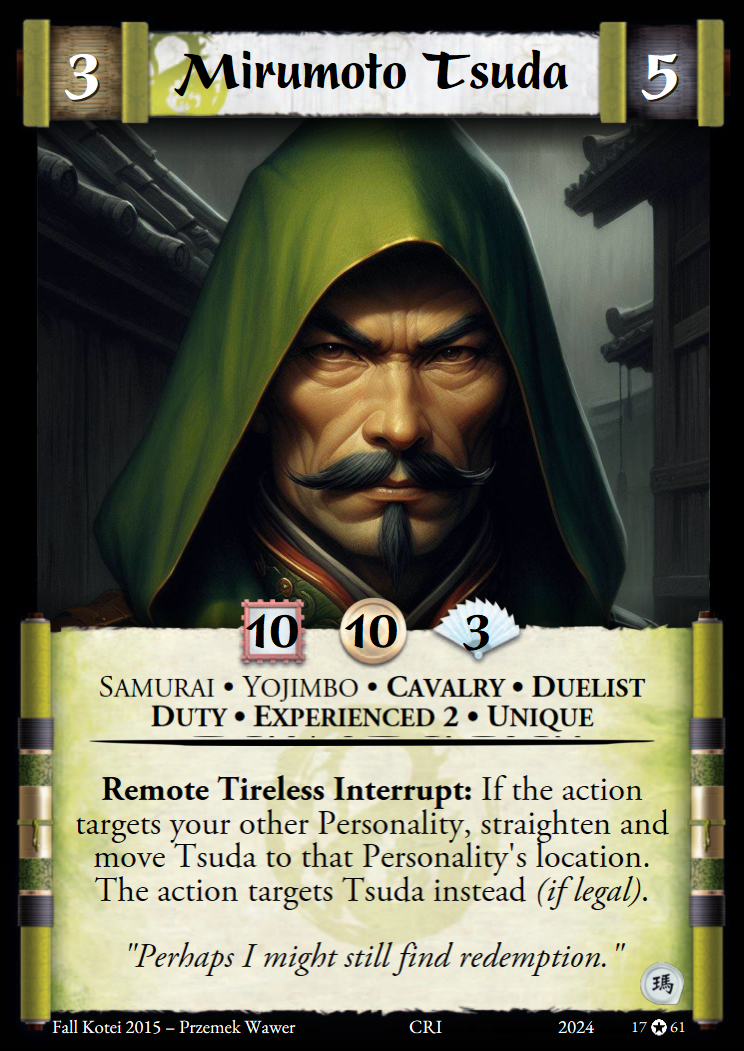 3 Mirumoto Tsuda 5
10 10 3
SAMURAI • YOJIMBO • CAVALRY • DUELIST
DUTY • EXPERIENCED 2 • UNIQUE
Remote Tireless Interrupt: If the action
targets your other Personality, straighten and
move Tsuda to that Personality's location.
The action targets Tsuda instead (if legal).
"Perhaps I might still find redemption."
瑪
Fall Kotei 2015 – Przemek Wawer CRI 2024 17 ✪ 61